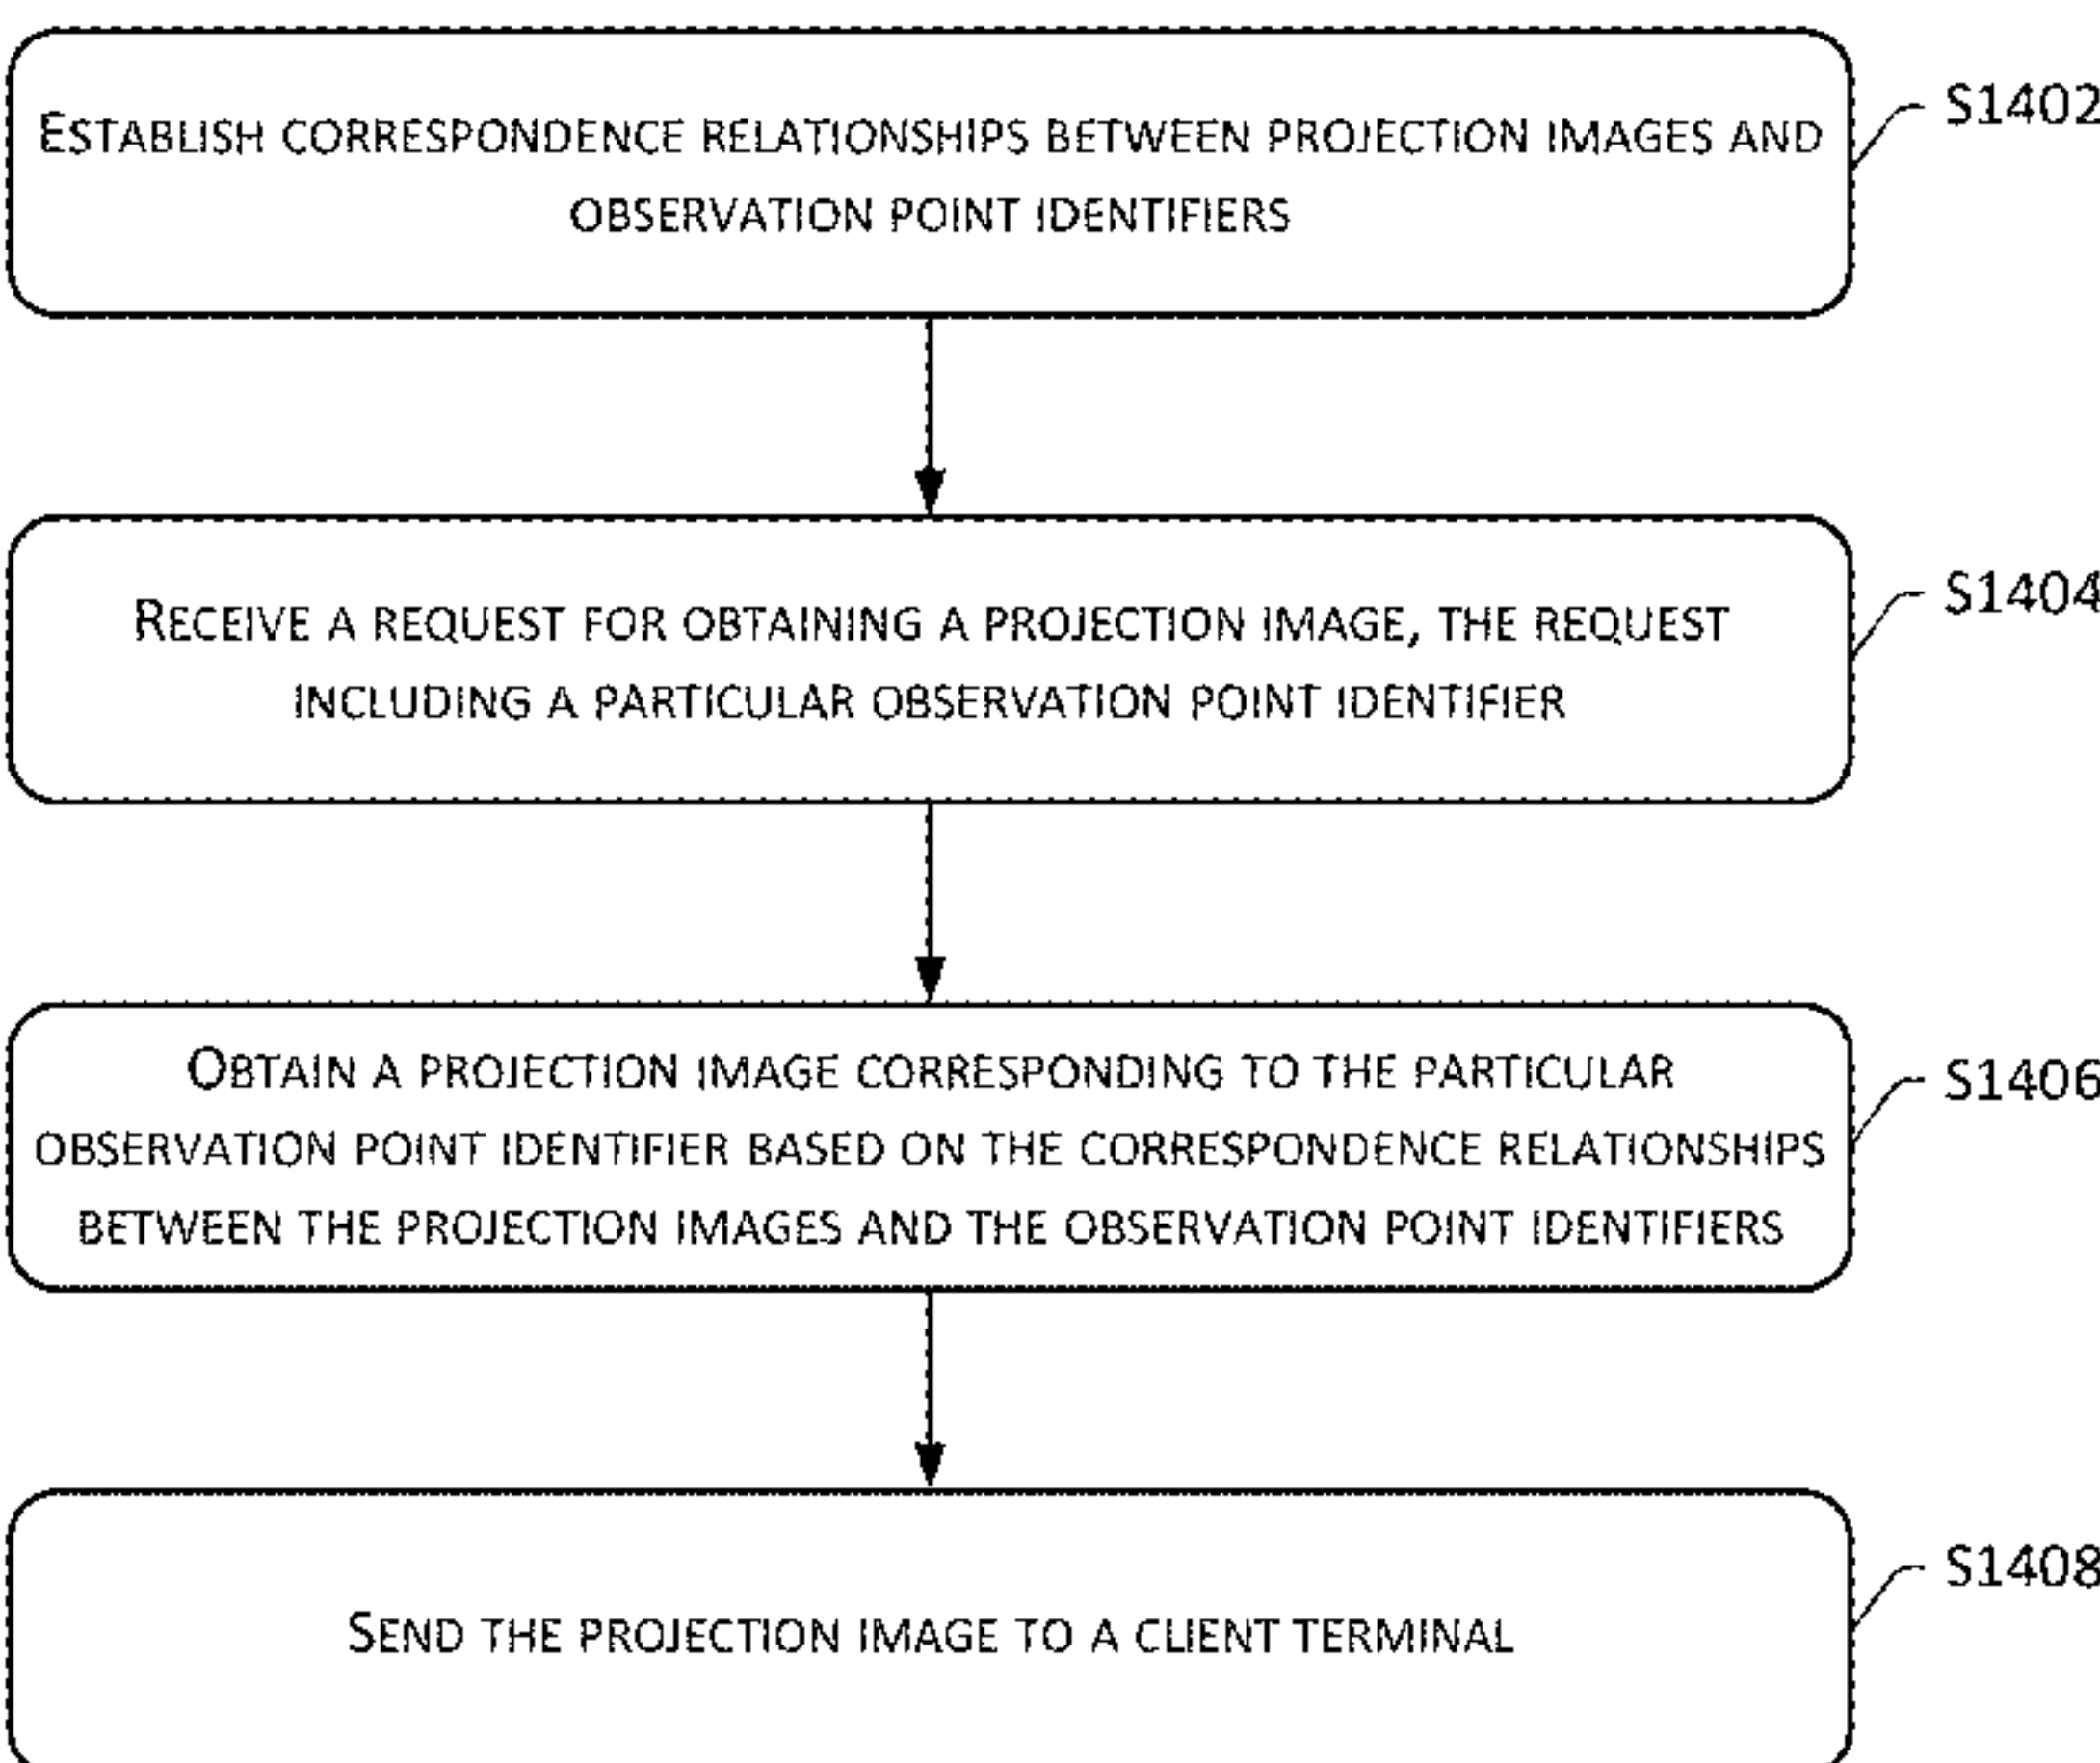 ESTABLISH CORRESPONDENCE RELATIONSHIPS BETWEEN PROJECTION IMAGES AND
OBSERVATION POINT IDENTIFIERS
S1402
RECEIVE A REQUEST FOR OBTAINING A PROJECTION IMAGE, THE REQUEST
INCLUDING A PARTICULAR OBSERVATION POINT IDENTIFIER
S1404
OBTAIN A PROJECTION IMAGE CORRESPONDING TO THE PARTICULAR
OBSERVATION POINT IDENTIFIER BASED ON THE CORRESPONDENCE RELATIONSHIPS
BETWEEN THE PROJECTION IMAGES AND THE OBSERVATION POINT IDENTIFIERS
S1406
SEND THE PROJECTION IMAGE TO A CLIENT TERMINAL
S1408